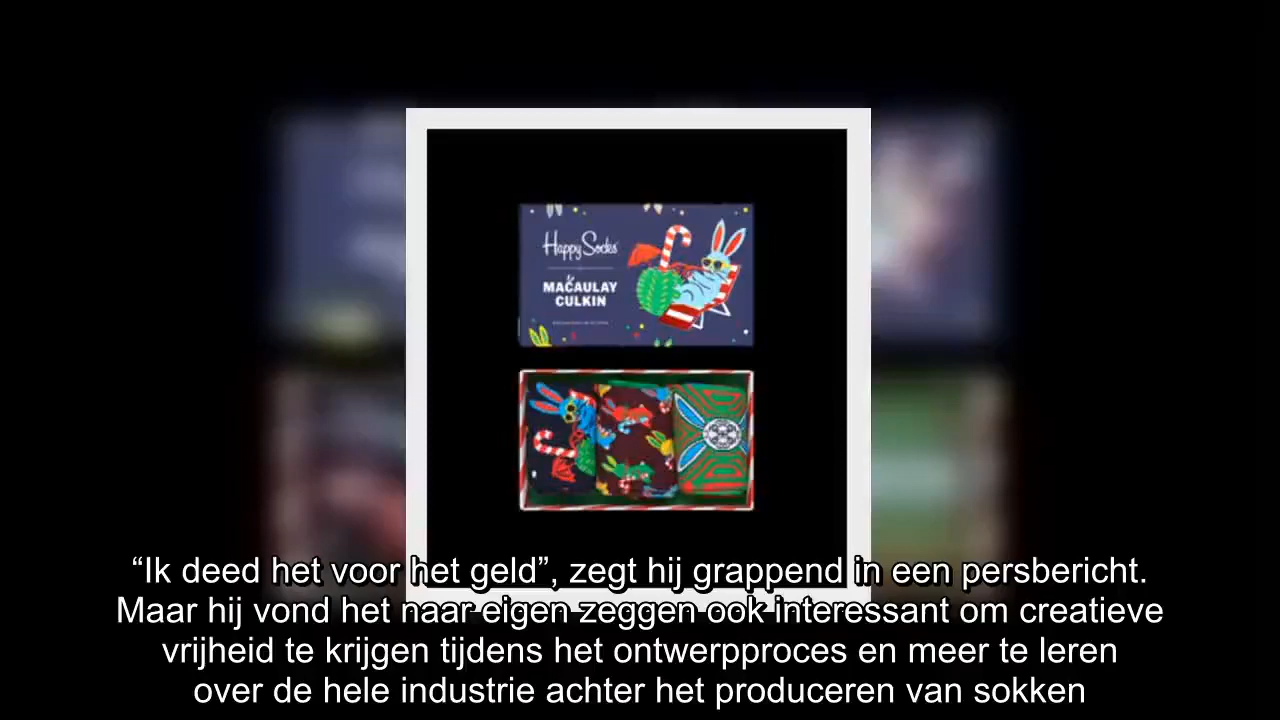 Happy Socks
MACAULAY
CULKIN
“Ik deed het voor het geld”, zegt hij grappend in een persbericht.
Maar hij vond het naar eigen zeggen ook interessant om creatieve
vrijheid te krijgen tijdens het ontwerpproces en meer te leren
over de hele industrie achter het produceren van sokken